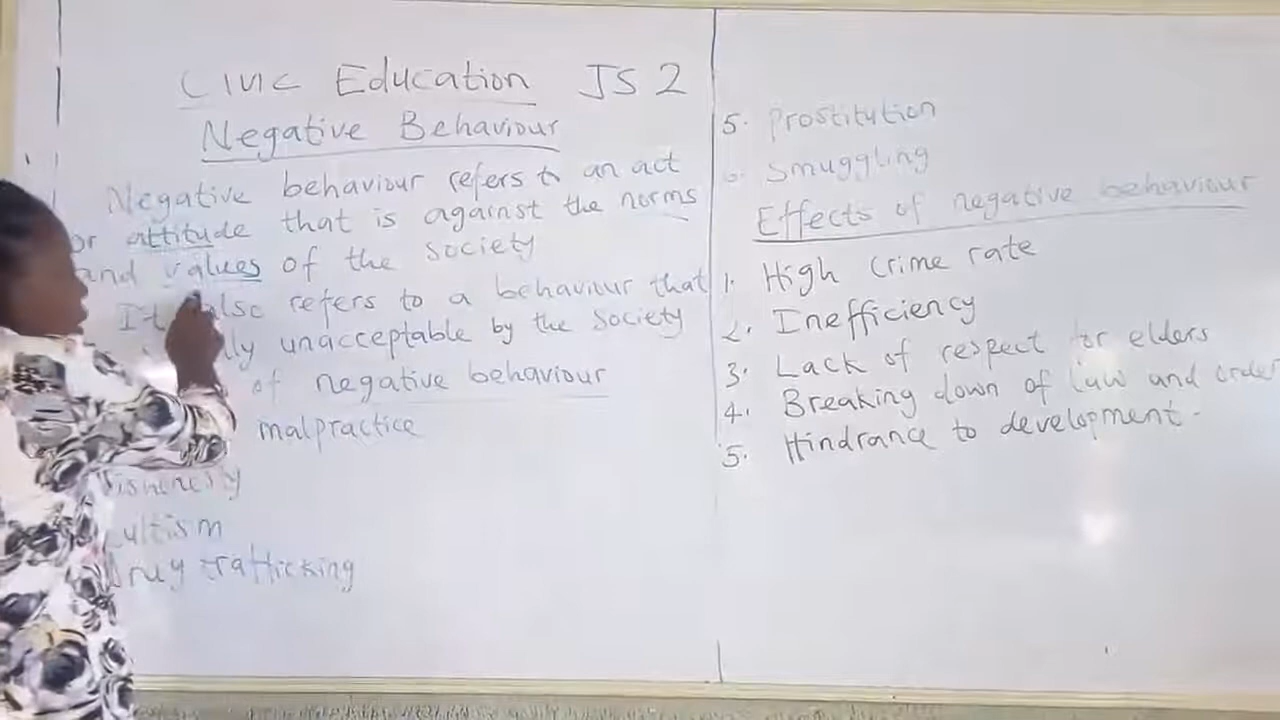 Civic Education JS 2
Negative Behaviour
Negative behaviour refers to an act
or attitude that is against the norms
and values of the society
It also refers to a behaviour that
unacceptable by the society
of negative behaviour
malpractice
cultism
Drug trafficking
5. Prostitution
6. Smuggling
Effects of negative behaviour
1. High crime rate
2. Inefficiency
3. Lack of respect for elders
4. Breaking down of law and order
5. Hindrance to development.